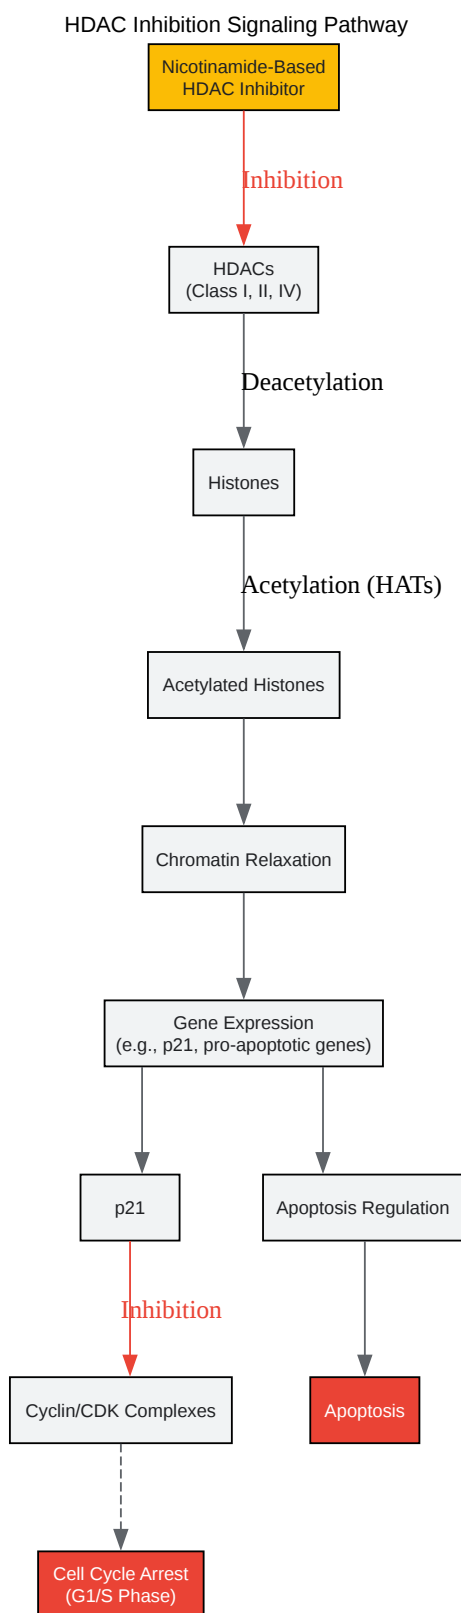 HDAC Inhibition Signaling Pathway
Nicotinamide-Based
HDAC Inhibitor
Inhibition
HDACs
(Class I, II, IV)
Deacetylation
Histones
Acetylation (HATs)
Acetylated Histones
Chromatin Relaxation
Gene Expression
(e.g., p21, pro-apoptotic genes)
p21
Apoptosis Regulation
Inhibition
Cyclin/CDK Complexes
Apoptosis
Cell Cycle Arrest
(G1/S Phase)